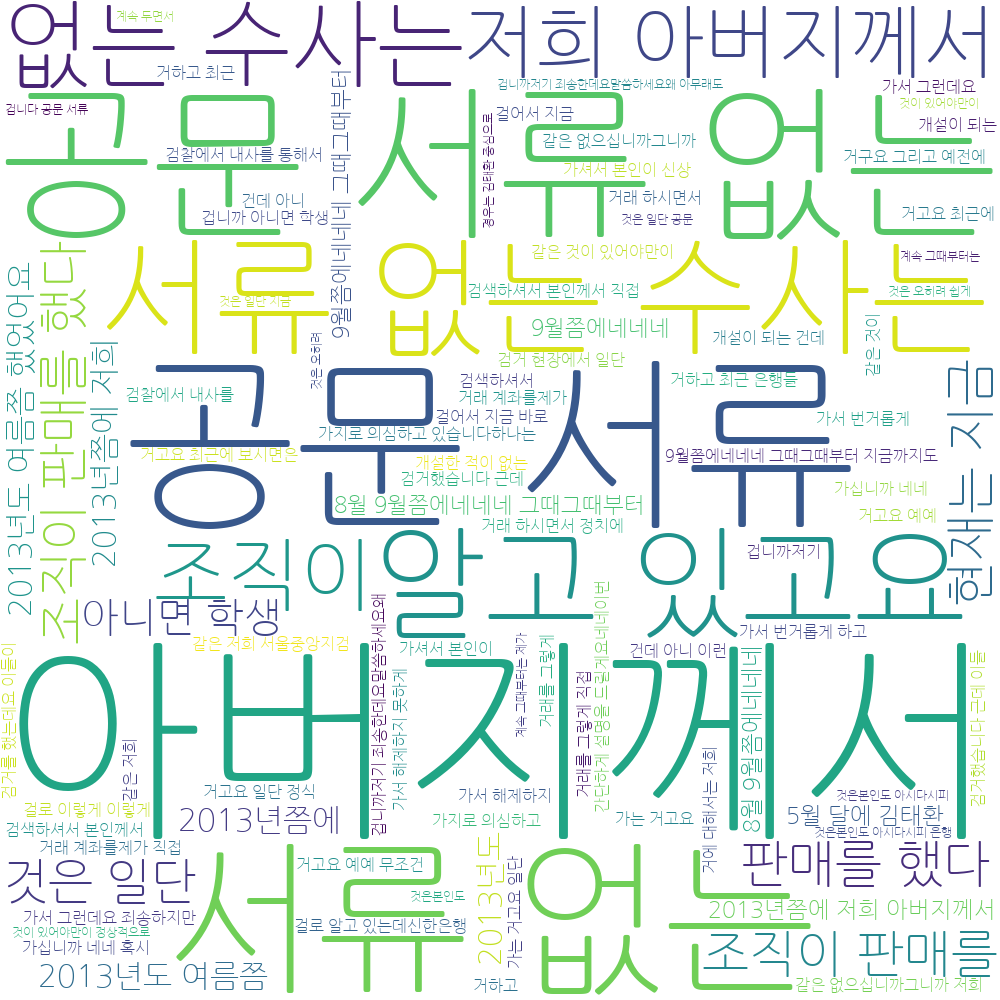 계속 두면서
없는 수사는
저희 아버지께서
거하고 최근
겁니까저기 죄송한데요말씀하세요왜 아무래도
가서 그런데요
것이 있어야만이
겁니다 공문 서류
걸어서 지금
개설이 되는
공문 서류 없는
검찰에서 내사를 통해서
같은 없으십니까그니까
거구요 그리고 예전에
가셔서 본인이 신상
건데 아니
거래 하시면서
겁니까 아니면 학생
것은 일단 공문
거고요 최근에
9월쯤에네네네 그때그때부터
경우는 김태환 중심으로
서류 없는 수사는
같은 것이 있어야만이
계속 그때부터는
검색하셔서 본인께서 직접
것은 오히려 쉽게
것은 일단 지금
9월쯤에네네네
개설이 되는 건데
것은 오히려
같은 것이
검거 현장에서 일단
2013년도 여름쯤 했었어요
조직이 판매를 했다
2013년쯤에 저희
공문 서류
검색하셔서
거하고 최근 은행들
검찰에서 내사를
거래 계좌를제가
걸어서 지금 바로
가서 번거롭게
가지로 의심하고 있습니다하나는
거고요 최근에 보시면은
개설한 적이 없는
9월쯤에네네네 그때그때부터 지금까지도
검거했습니다 근데
가십니까 네네
8월 9월쯤에네네네 그때그때부터
거고요 예예
거래 하시면서 정치에
현재는 지금
조직이
알고 있고요
겁니까저기
아니면 학생
가서 번거롭게 하고
같은 저희 서울중앙지검
가셔서 본인이
건데 아니 이런
겁니까저기 죄송한데요말씀하세요왜
계속 그때부터는 제가
거래를 그렇게
간단하게 설명을 드릴게요네네이번
아버지께서
검거를 했는데요 이들이
같은 저희
가서 해제하지 못하게
거래를 그렇게 직접
거에 대해서는 저희
8월 9월쯤에네네네
검거했습니다 근데 이들
거고요 일단 정식
가서 해제하지
것은본인도 아시다시피
걸로 이렇게 이렇게
2013년쯤에
가지로 의심하고
가는 거고요
5월 당에 김태환
검색하셔서 본인께서
것은본인도 아시다시피 은행
거래 계좌를제가 직접
서류 없는
거고요 예예 무조건
2013년도
가는 거고요 일단
판매를 했다
것은 일단
것은본인도
2013년쯤에 저희 아버지께서
가서 그런데요 죄송하지만
걸로 알고 있는데신한은행
것이 있어야만이 정상적으로
조직이 판매를
가십니까 네네 혹시
2013년도 여름쯤
거하고
같은 없으십니까그니까 저희